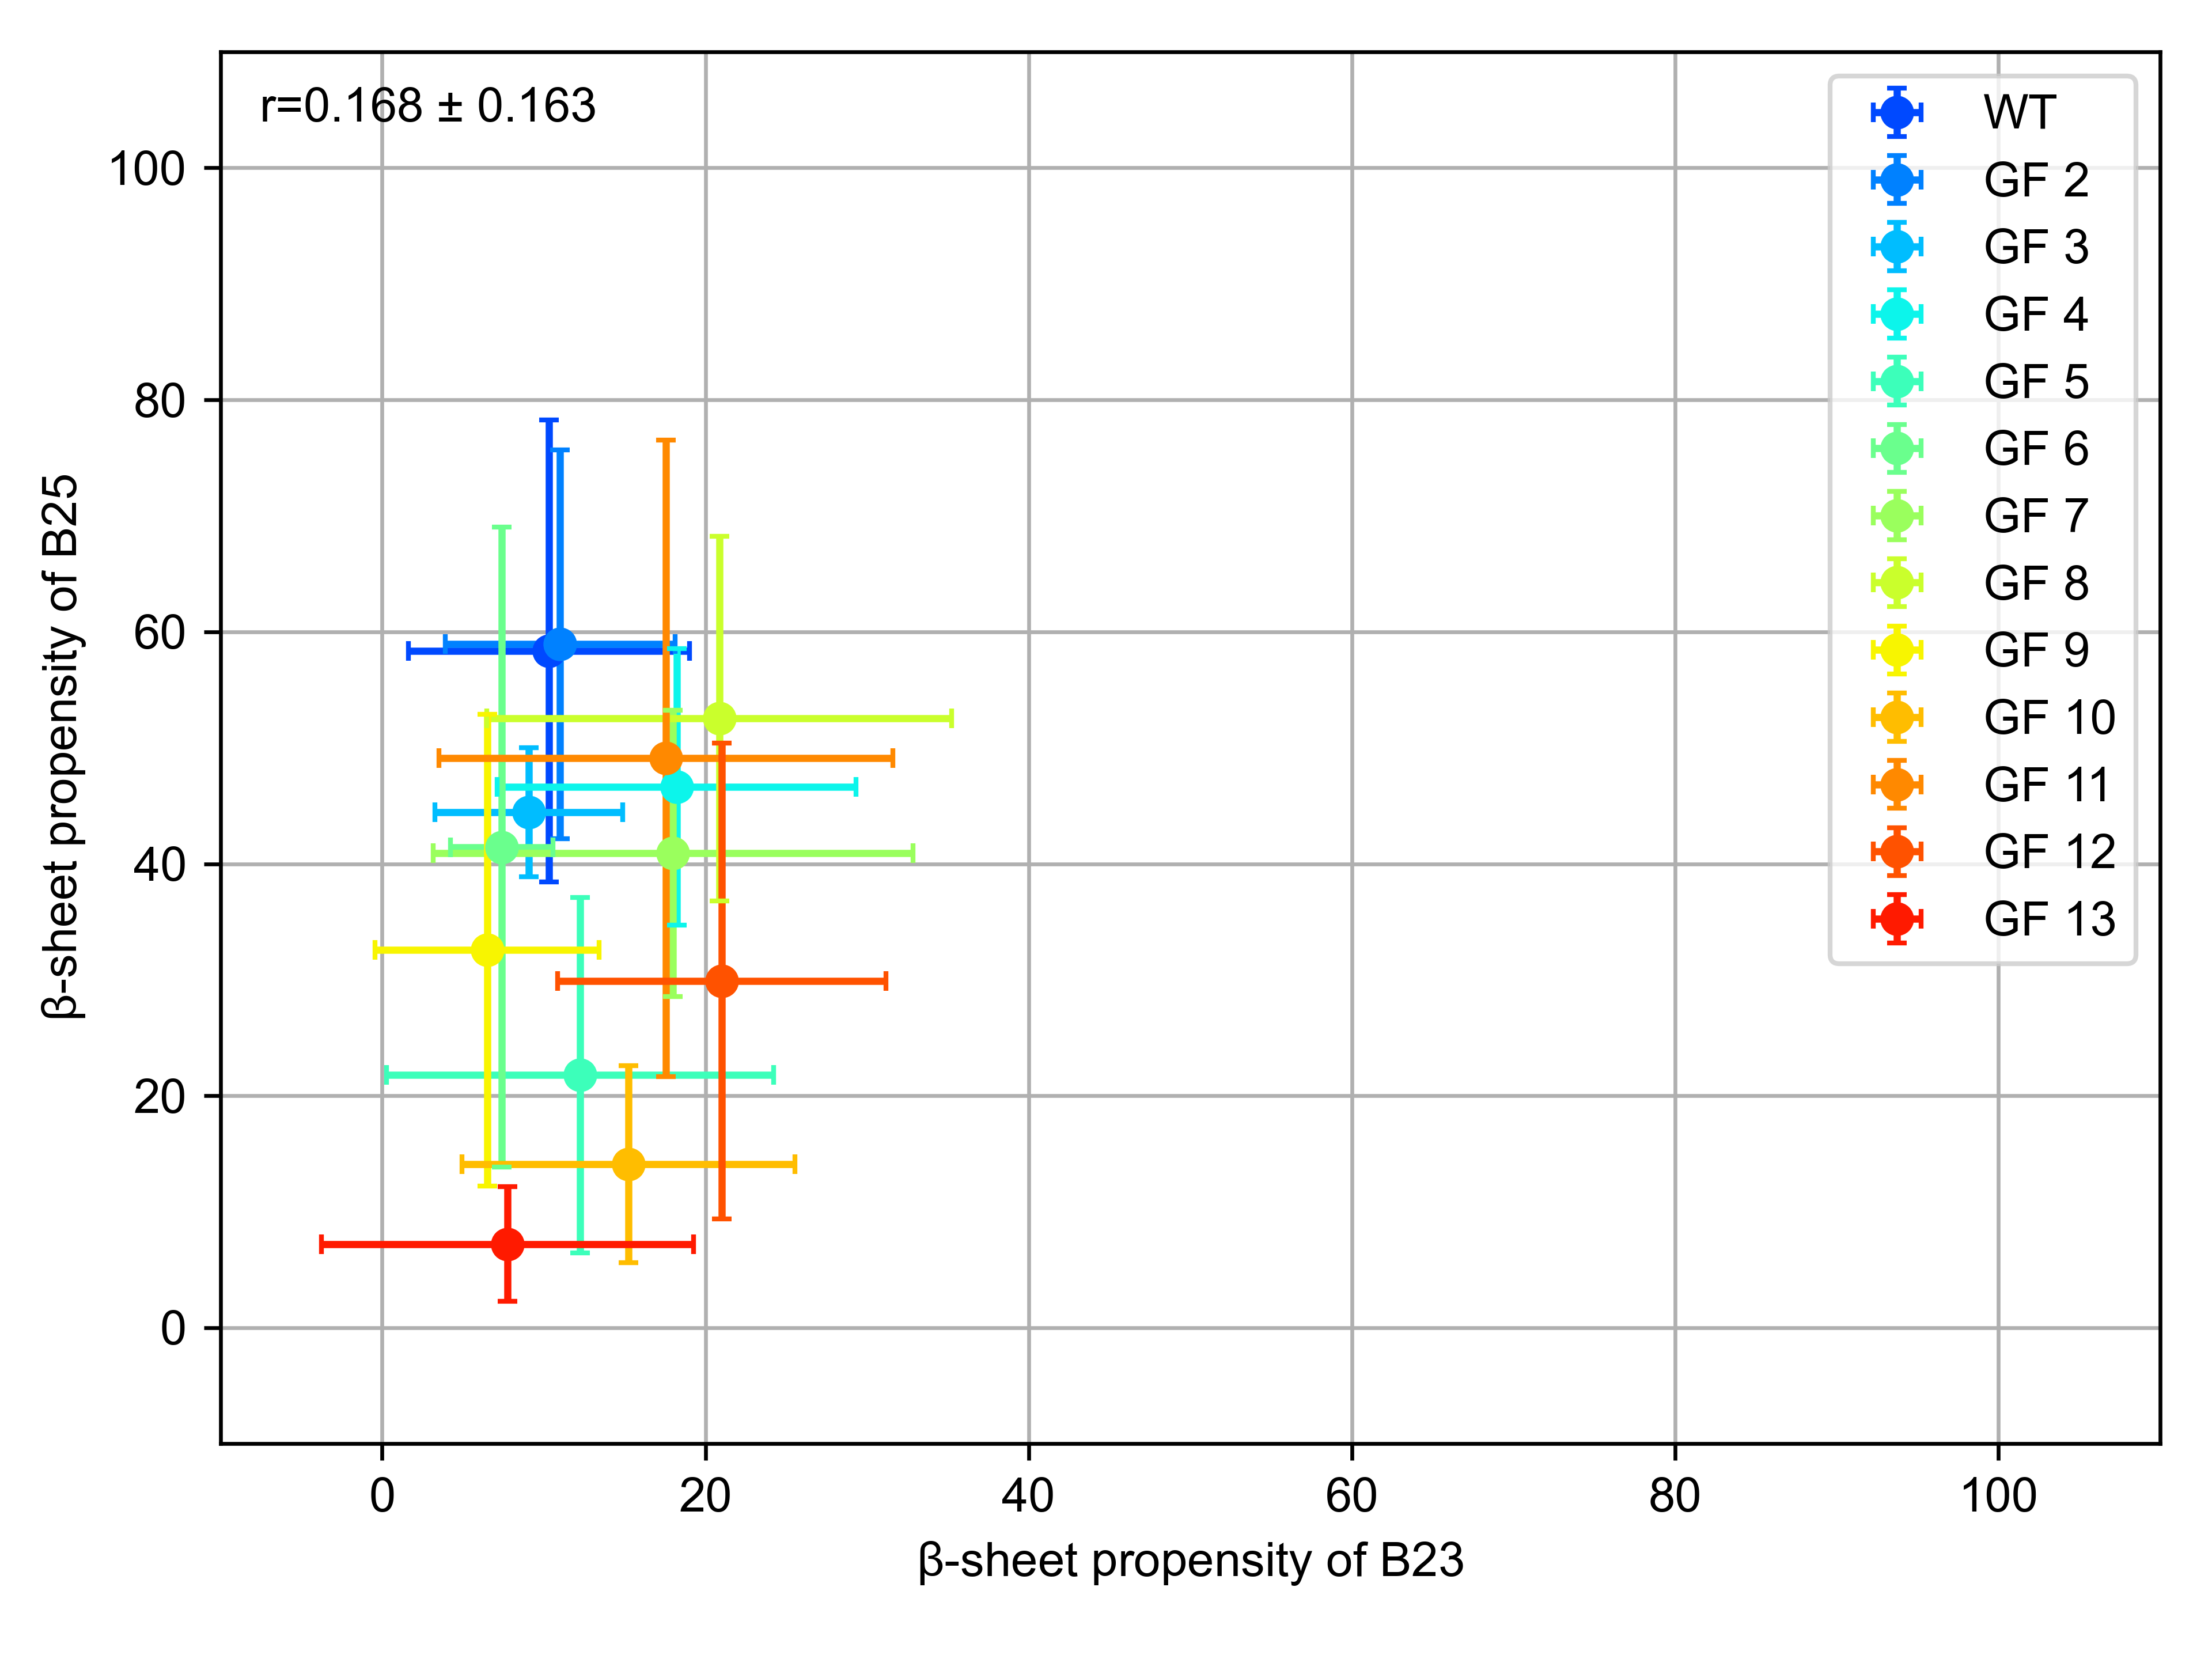 r=0.168 ± 0.163
100
80
60
40
20
0
β-sheet propensity of B25
0 20 40 60 80 100
β-sheet propensity of B23
WT
GF 2
GF 3
GF 4
GF 5
GF 6
GF 7
GF 8
GF 9
GF 10
GF 11
GF 12
GF 13